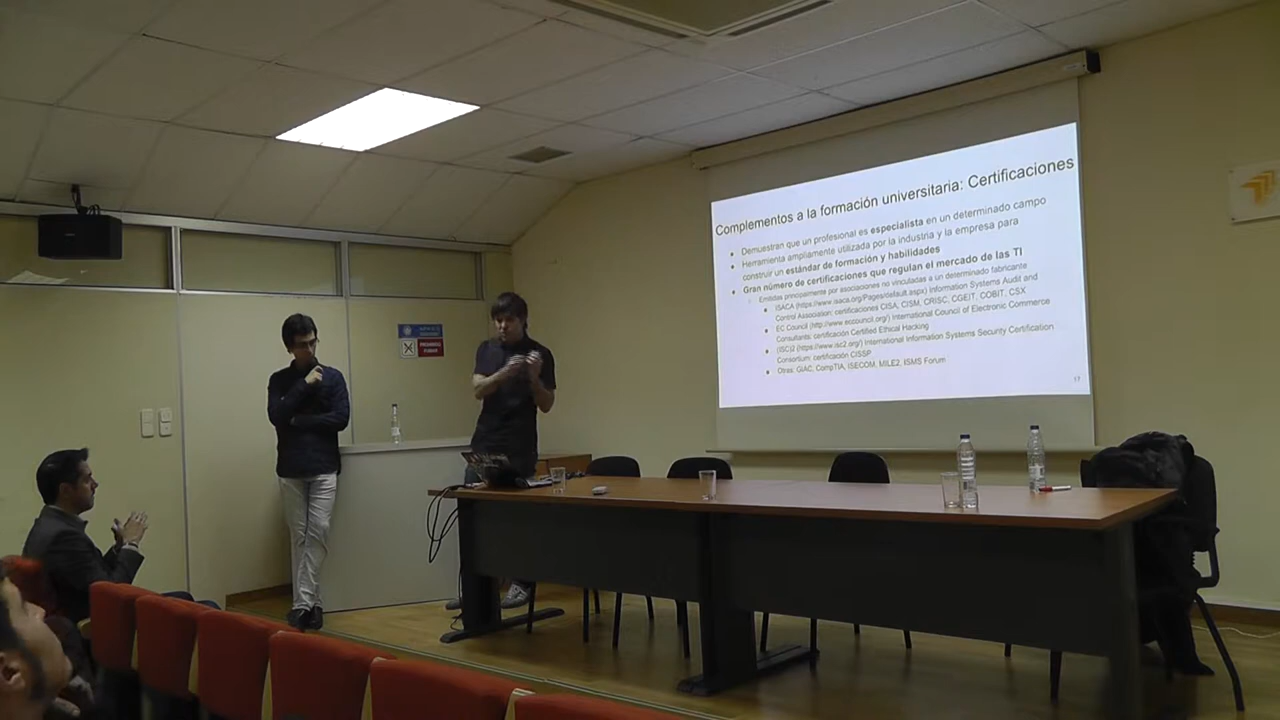 Complementos a la formación universitaria: Certificaciones
● Demuestran que un profesional es especialista en un determinado campo
● Herramienta ampliamente utilizada por la industria y la empresa para
construir un estándar de formación y habilidades
● Gran número de certificaciones que regulan el mercado de las TI
○ Emitidas principalmente por asociaciones no vinculadas a un determinado fabricante
■ ISACA (https://www.isaca.org/Pages/default.aspx) Information Systems Audit and
Control Association: certificaciones CISA, CISM, CRISC, CGEIT, COBIT, CSX
■ EC Council (http://www.eccouncil.org/) International Council of Electronic Commerce
Consultants: certificación Certified Ethical Hacking
■ (ISC)2 (https://www.isc2.org/) International Information Systems Security Certification
Consortium: certificación CISSP
■ Otras: GIAC, CompTIA, ISECOM, MILE2, ISMS Forum
17